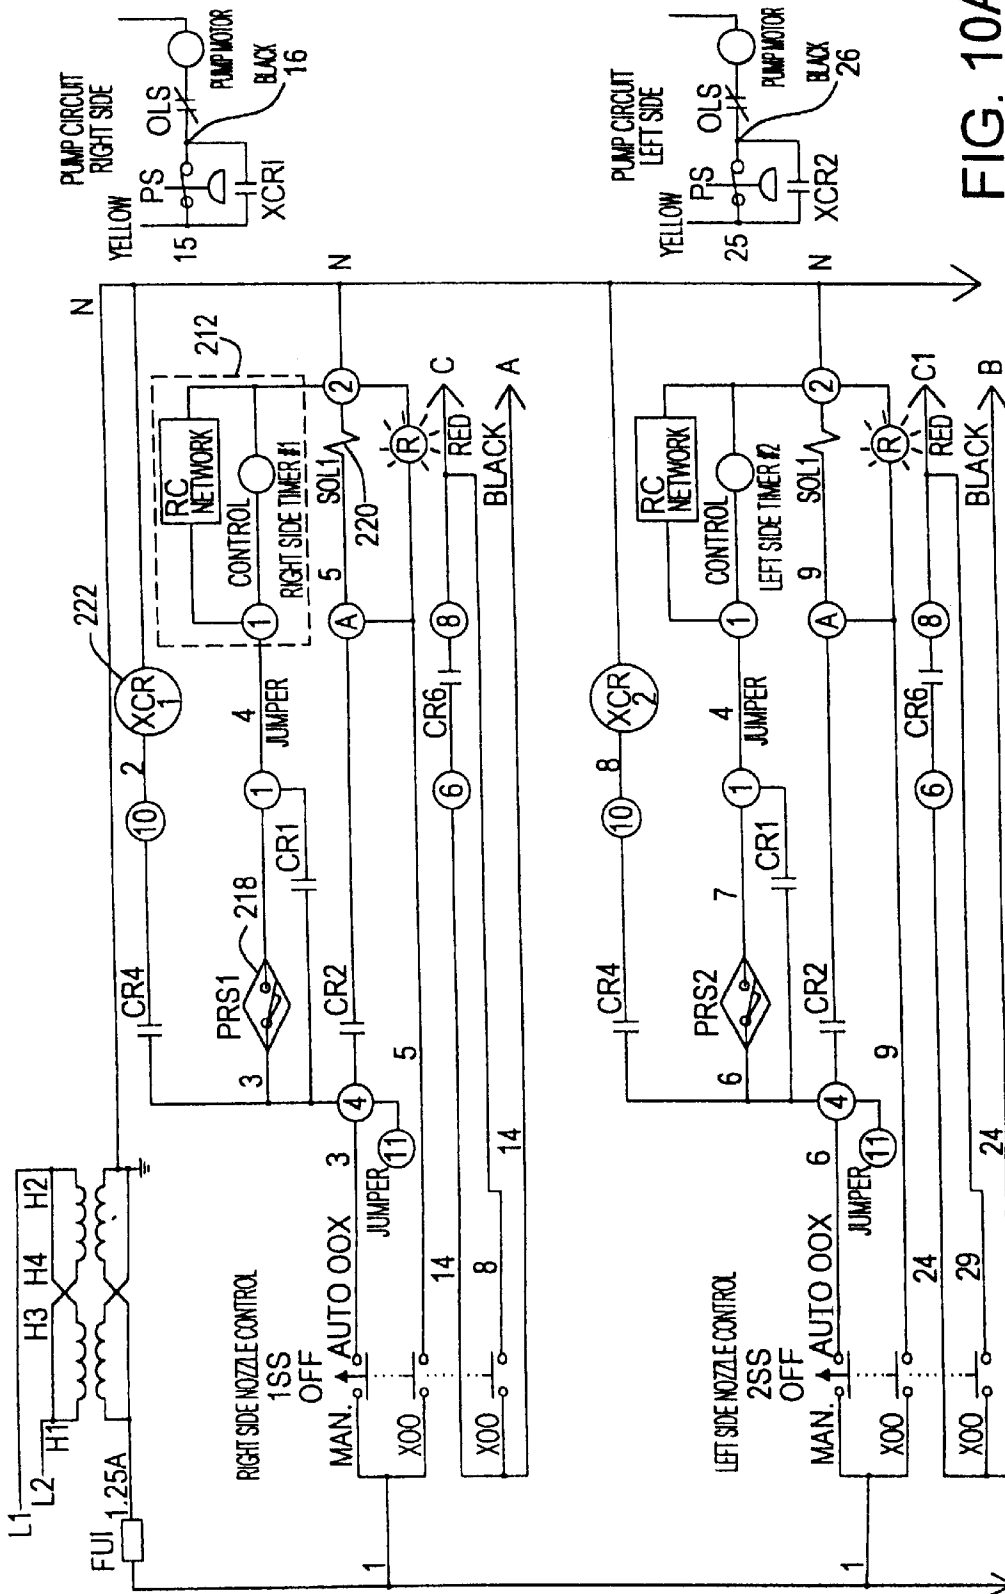 L1
L2
H1
H3
H4
H2
FU1
1.25A
N
222
XCR
1
2
10
CR4
212
RC
NETWORK
CONTROL
RIGHT SIDE TIMER #1
1
4
JUMPER
1
CR1
218
PRS1
3
2
N
SOL1
220
5
A
CR2
4
3
11
JUMPER
R
5
C
RED
8
CR6
6
14
A
BLACK
14
8
RIGHT SIDE NOZZLE CONTROL
1SS
OFF
MAN.
AUTO OOX
XOO
XOO
1
PUMP CIRCUIT
RIGHT SIDE
YELLOW
PS
OLS
PUMP MOTOR
15
XCR1
BLACK
16
XCR
2
8
10
CR4
RC
NETWORK
CONTROL
LEFT SIDE TIMER #2
1
4
JUMPER
1
CR1
7
PRS2
6
2
N
SOL1
9
A
CR2
4
6
11
JUMPER
R
9
C1
RED
8
CR6
6
24
B
BLACK
24
29
LEFT SIDE NOZZLE CONTROL
2SS
OFF
MAN.
AUTO OOX
XOO
XOO
1
PUMP CIRCUIT
LEFT SIDE
YELLOW
PS
OLS
PUMP MOTOR
25
XCR2
BLACK
26
FIG. 10A